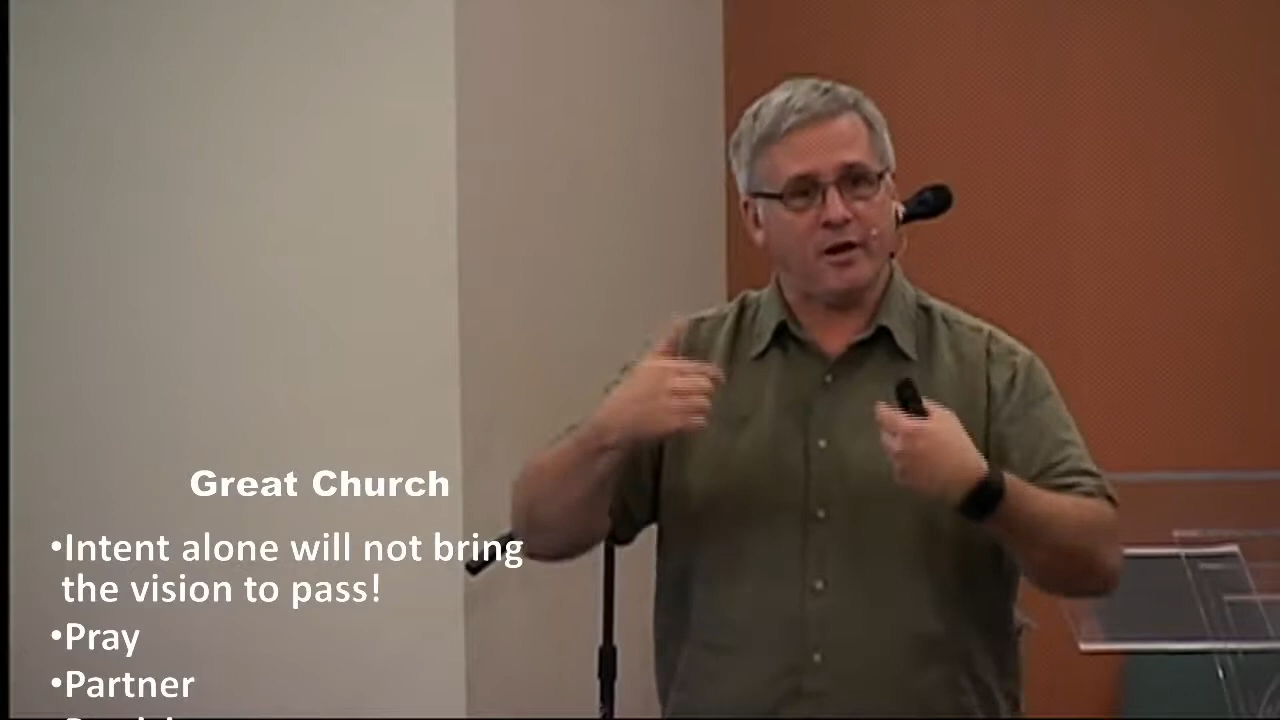 Great Church
•Intent alone will not bring
the vision to pass!
•Pray
•Partner